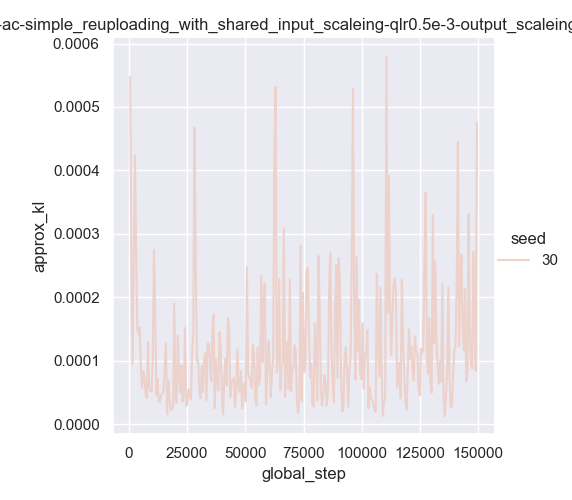 -ac-simple_reuploading_with_shared_input_scaleing-qlr0.5e-3-output_scaleing
0.0006
0.0005
0.0004
0.0003
0.0002
0.0001
0.0000
approx_kl
0 25000 50000 75000 100000 125000 150000
global_step
seed
30